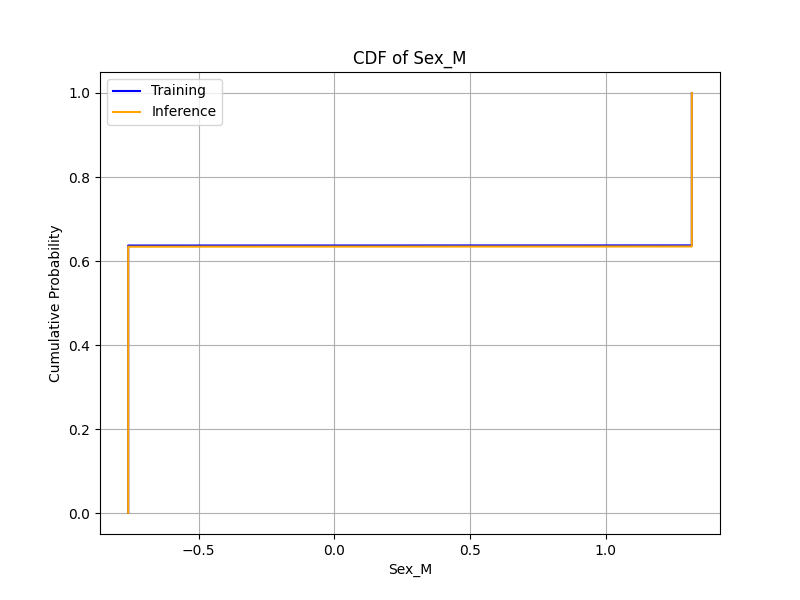 CDF of Sex_M
Training
Inference
1.0
0.8
0.6
0.4
0.2
0.0
Cumulative Probability
−0.5
0.0
0.5
1.0
Sex_M